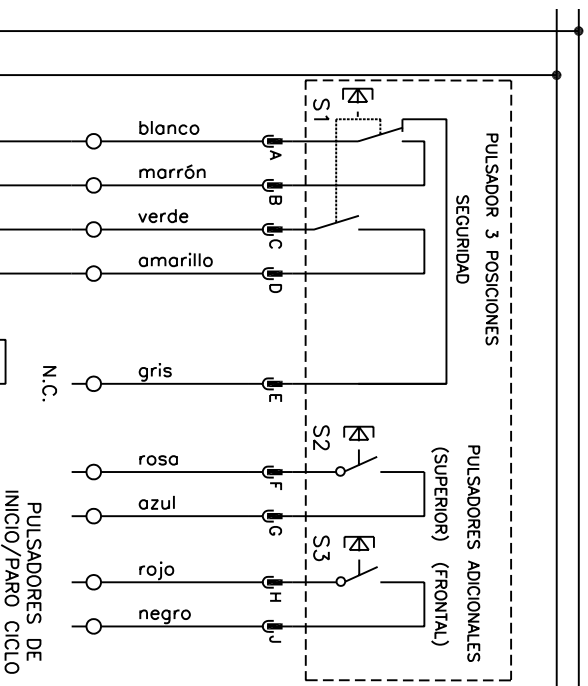 PULSADOR 3 POSICIONES
SEGURIDAD
S1
blanco
A
marrón
B
verde
C
amarillo
D
gris
E
N.C.
PULSADORES ADICIONALES
(SUPERIOR) (FRONTAL)
S2
rosa
F
azul
G
S3
rojo
H
negro
J
PULSADORES DE
INICIO/PARO CICLO